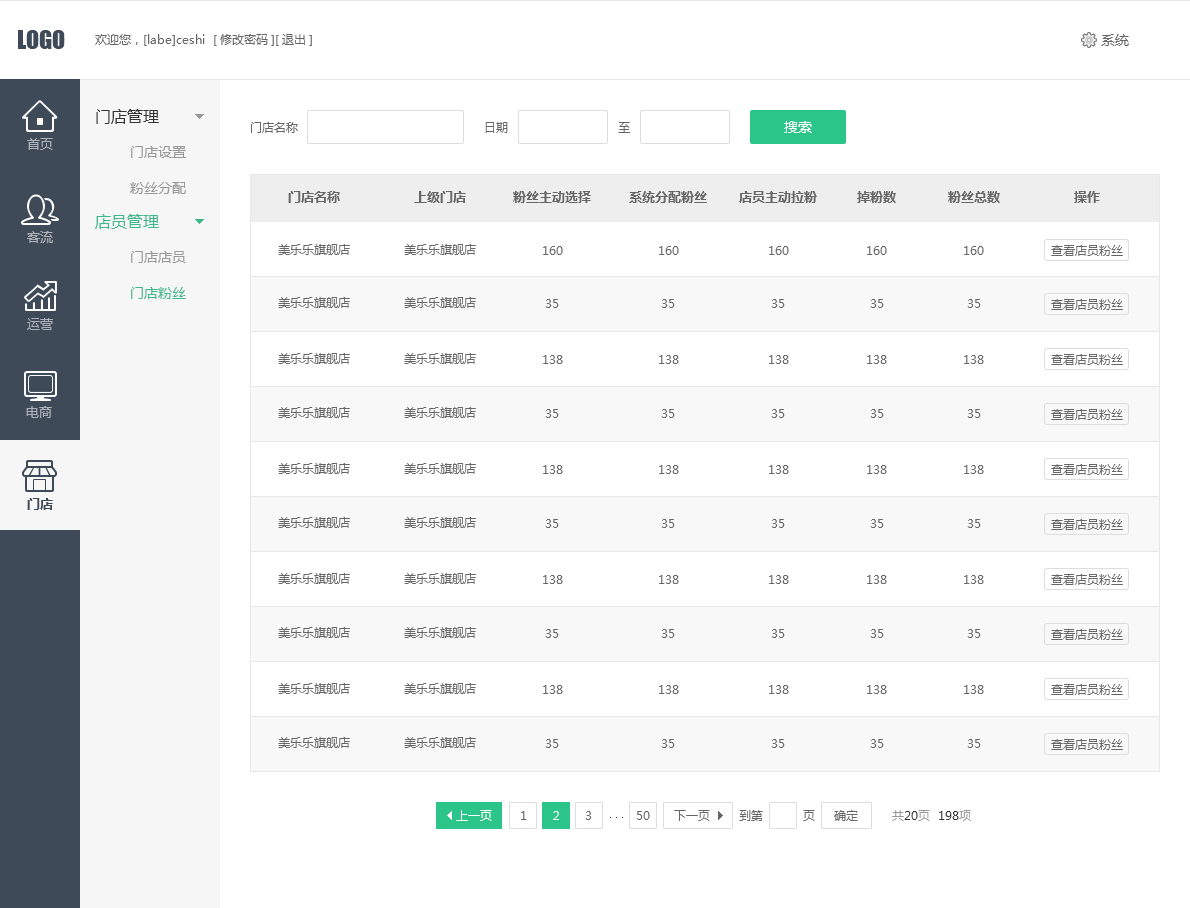 LOGO 欢迎您，[labe]ceshi [ 修改密码 ][ 退出 ] 系统
首页
客流
运营
电商
门店
门店管理
门店设置
粉丝分配
店员管理
门店店员
门店粉丝
门店名称 日期 至 搜索
门店名称 上级门店 粉丝主动选择 系统分配粉丝 店员主动拉粉 掉粉数 粉丝总数 操作
美乐乐旗舰店 美乐乐旗舰店 160 160 160 160 160 查看店员粉丝
美乐乐旗舰店 美乐乐旗舰店 35 35 35 35 35 查看店员粉丝
美乐乐旗舰店 美乐乐旗舰店 138 138 138 138 138 查看店员粉丝
美乐乐旗舰店 美乐乐旗舰店 35 35 35 35 35 查看店员粉丝
美乐乐旗舰店 美乐乐旗舰店 138 138 138 138 138 查看店员粉丝
美乐乐旗舰店 美乐乐旗舰店 35 35 35 35 35 查看店员粉丝
美乐乐旗舰店 美乐乐旗舰店 138 138 138 138 138 查看店员粉丝
美乐乐旗舰店 美乐乐旗舰店 35 35 35 35 35 查看店员粉丝
美乐乐旗舰店 美乐乐旗舰店 138 138 138 138 138 查看店员粉丝
美乐乐旗舰店 美乐乐旗舰店 35 35 35 35 35 查看店员粉丝
上一页 1 2 3 ... 50 下一页 到第 页 确定 共20页 198项